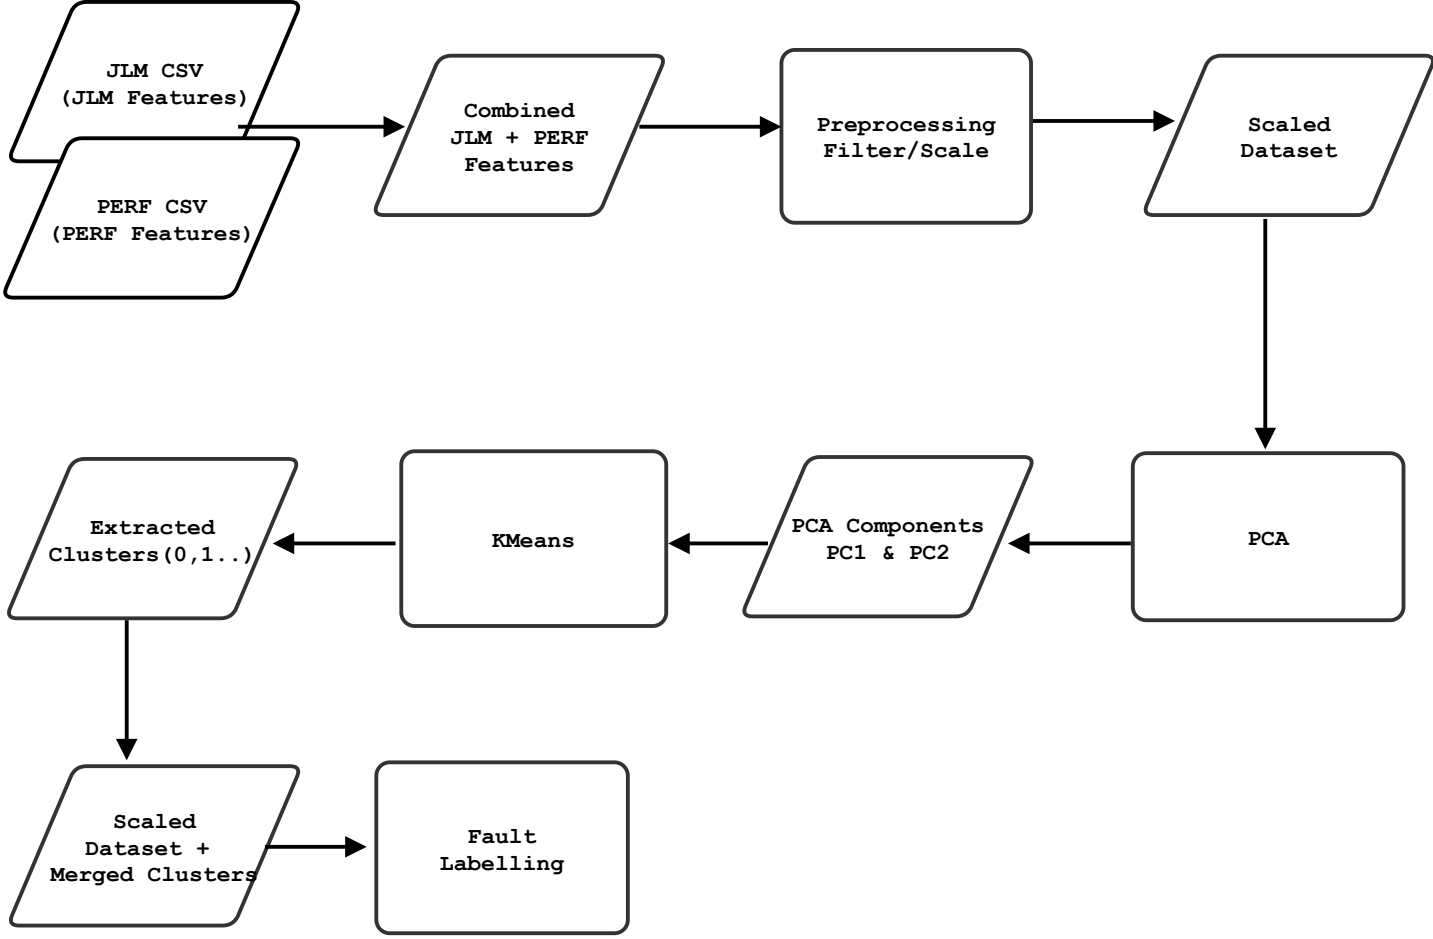 JLM CSV
(JLM Features)
PERF CSV
(PERF Features)
Combined
JLM + PERF
Features
Preprocessing
Filter/Scale
Scaled
Dataset
PCA
PCA Components
PC1 & PC2
KMeans
Extracted
Clusters(0,1..)
Scaled
Dataset +
Merged Clusters
Fault
Labelling